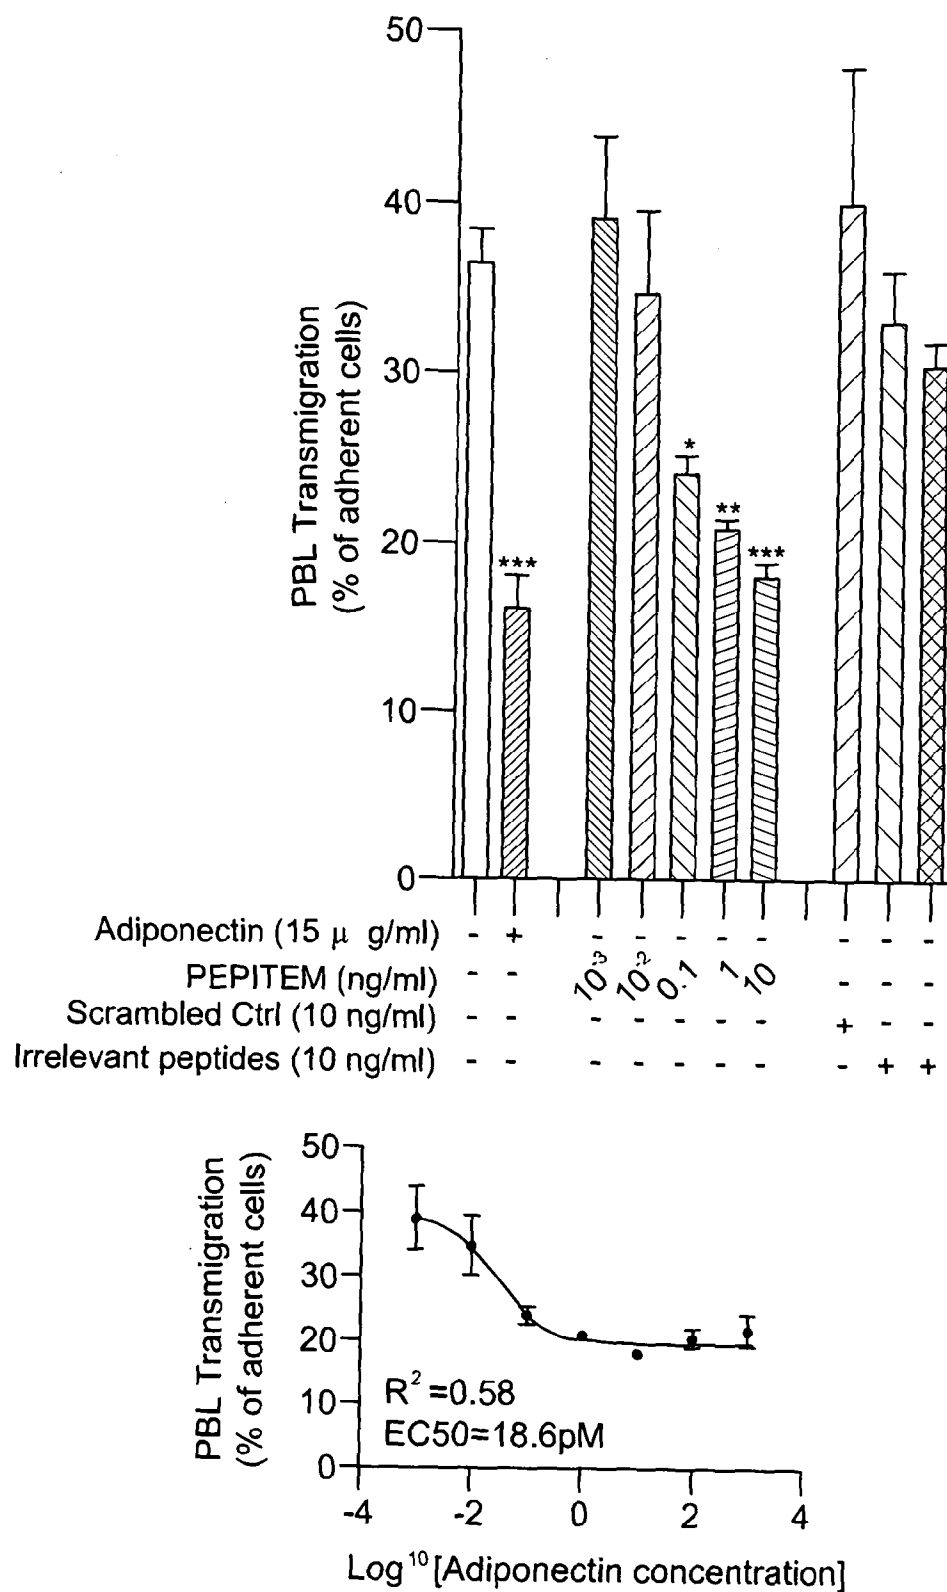 50
40
30
20
10
0
PBL Transmigration
(% of adherent cells)
***
*
**
***
Adiponectin (15 μ g/ml) - + - - - - - - - -
PEPITEM (ng/ml) - - 10-3 10-2 0.1 1 10 - - -
Scrambled Ctrl (10 ng/ml) - - - - - - - + - -
Irrelevant peptides (10 ng/ml) - - - - - - - - + +
50
40
30
20
10
0
PBL Transmigration
(% of adherent cells)
R2 =0.58
EC50=18.6pM
-4 -2 0 2 4
Log10[Adiponectin concentration]